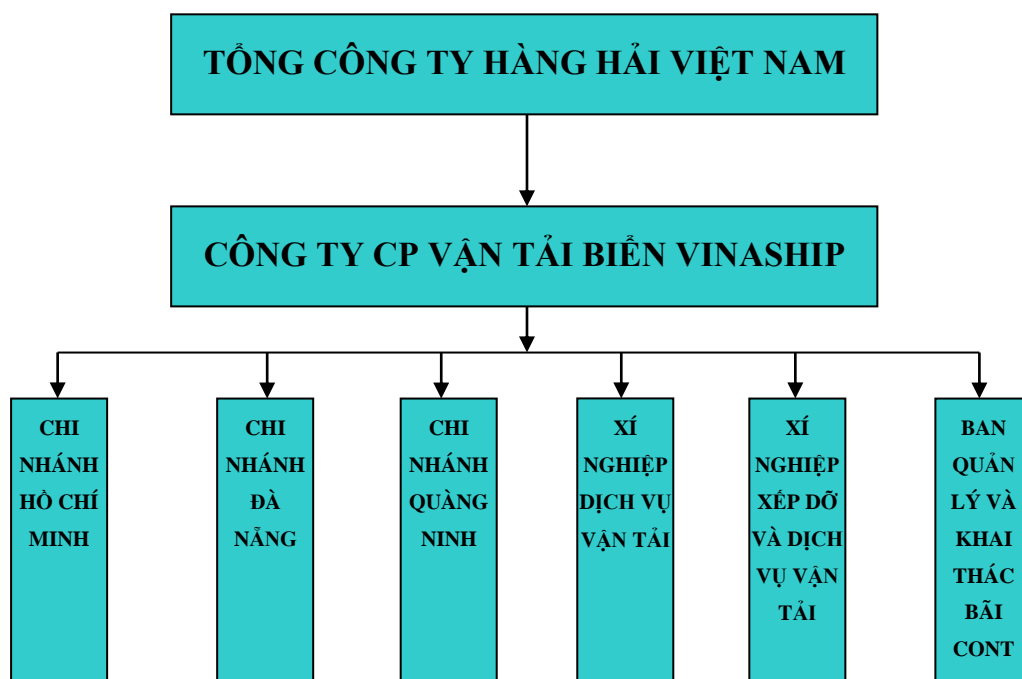 TỔNG CÔNG TY HÀNG HẢI VIỆT NAM
CÔNG TY CP VẬN TẢI BIỂN VINASHIP
CHI
NHÁNH
HỒ CHÍ
MINH
CHI
NHÁNH
ĐÀ
NẴNG
CHI
NHÁNH
QUÀNG
NINH
XÍ
NGHIỆP
DỊCH VỤ
VẬN TẢI
XÍ
NGHIỆP
XẾP DỠ
VÀ DỊCH
VỤ VẬN
TẢI
BAN
QUẢN
LÝ VÀ
KHAI
THÁC
BÃI
CONT